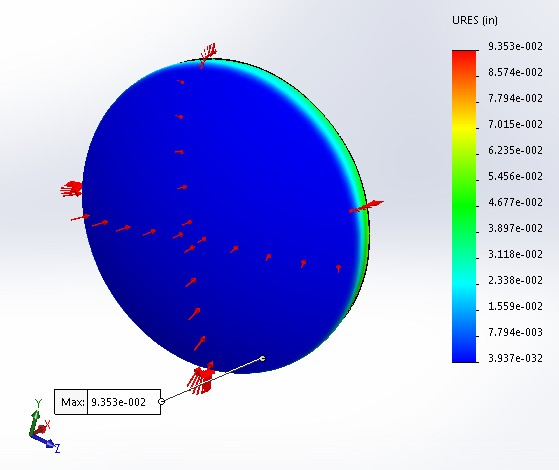 URES (in)
9.353e-002
8.574e-002
7.794e-002
7.015e-002
6.235e-002
5.456e-002
4.677e-002
3.897e-002
3.118e-002
2.338e-002
1.559e-002
7.794e-003
3.937e-032
Max: 9.353e-002
Y
X
Z